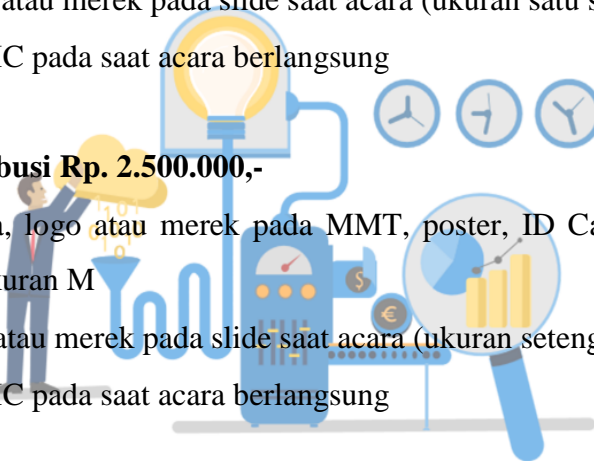 atau merek pada slide saat acara (ukuran satu s
IC pada saat acara berlangsung
busi Rp. 2.500.000,-
a, logo atau merek pada MMT, poster, ID Ca
kuran M
atau merek pada slide saat acara (ukuran seteng
IC pada saat acara berlangsung